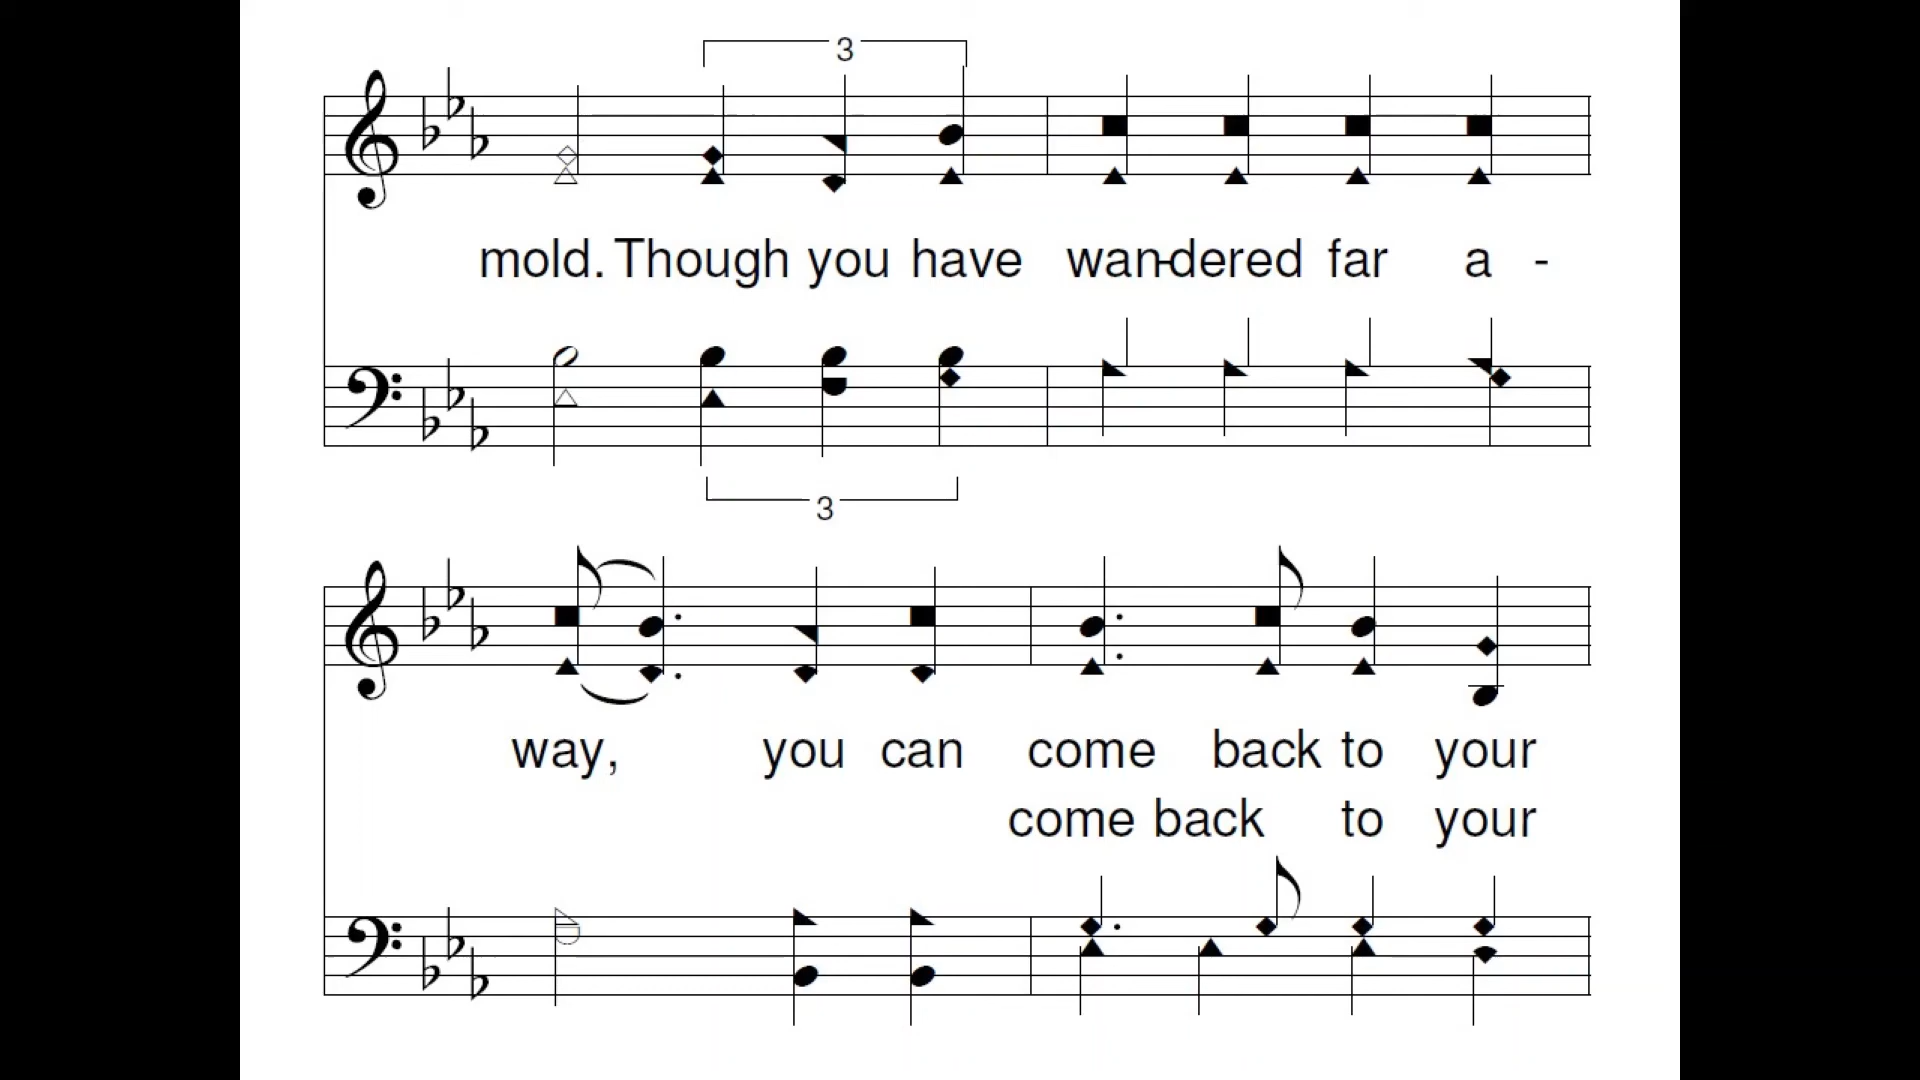 3
mold. Though you have wan-dered far a -
3
way, you can come back to your
come back to your